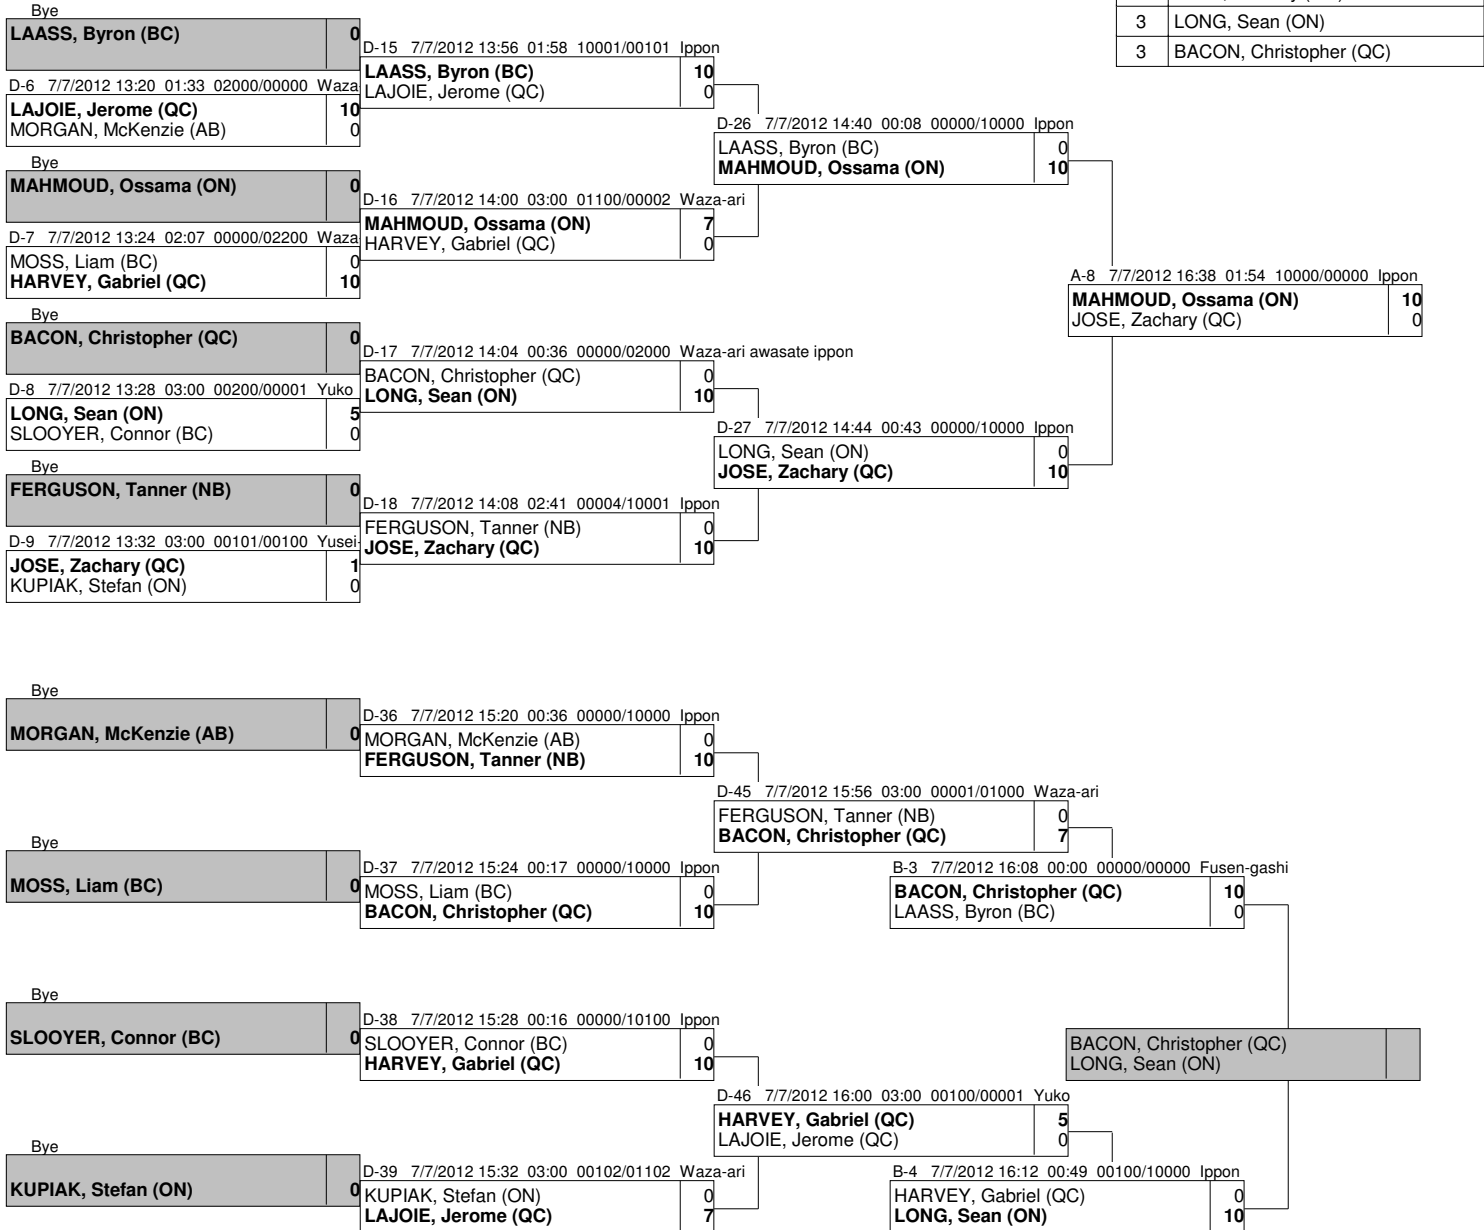 3 LONG, Sean (ON)
3 BACON, Christopher (QC)
Bye
LAASS, Byron (BC) 0
D-6 7/7/2012 13:20 01:33 02000/00000 Waza-
LAJOIE, Jerome (QC) 10
MORGAN, McKenzie (AB) 0
Bye
MAHMOUD, Ossama (ON) 0
D-7 7/7/2012 13:24 02:07 00000/02200 Waza
MOSS, Liam (BC) 0
HARVEY, Gabriel (QC) 10
Bye
BACON, Christopher (QC) 0
D-8 7/7/2012 13:28 03:00 00200/00001 Yuko
LONG, Sean (ON) 5
SLOOYER, Connor (BC) 0
Bye
FERGUSON, Tanner (NB) 0
D-9 7/7/2012 13:32 03:00 00101/00100 Yusei-
JOSE, Zachary (QC) 1
KUPIAK, Stefan (ON) 0
D-15 7/7/2012 13:56 01:58 10001/00101 Ippon
LAASS, Byron (BC) 10
LAJOIE, Jerome (QC) 0
D-16 7/7/2012 14:00 03:00 01100/00002 Waza-ari
MAHMOUD, Ossama (ON) 7
HARVEY, Gabriel (QC) 0
D-17 7/7/2012 14:04 00:36 00000/02000 Waza-ari awasate ippon
BACON, Christopher (QC) 0
LONG, Sean (ON) 10
D-18 7/7/2012 14:08 02:41 00004/10001 Ippon
FERGUSON, Tanner (NB) 0
JOSE, Zachary (QC) 10
D-26 7/7/2012 14:40 00:08 00000/10000 Ippon
LAASS, Byron (BC) 0
MAHMOUD, Ossama (ON) 10
D-27 7/7/2012 14:44 00:43 00000/10000 Ippon
LONG, Sean (ON) 0
JOSE, Zachary (QC) 10
A-8 7/7/2012 16:38 01:54 10000/00000 Ippon
MAHMOUD, Ossama (ON) 10
JOSE, Zachary (QC) 0
Bye
MORGAN, McKenzie (AB) 0
Bye
MOSS, Liam (BC) 0
Bye
SLOOYER, Connor (BC) 0
Bye
KUPIAK, Stefan (ON) 0
D-36 7/7/2012 15:20 00:36 00000/10000 Ippon
MORGAN, McKenzie (AB) 0
FERGUSON, Tanner (NB) 10
D-37 7/7/2012 15:24 00:17 00000/10000 Ippon
MOSS, Liam (BC) 0
BACON, Christopher (QC) 10
D-38 7/7/2012 15:28 00:16 00000/10100 Ippon
SLOOYER, Connor (BC) 0
HARVEY, Gabriel (QC) 10
D-39 7/7/2012 15:32 03:00 00102/01102 Waza-ari
KUPIAK, Stefan (ON) 0
LAJOIE, Jerome (QC) 7
D-45 7/7/2012 15:56 03:00 00001/01000 Waza-ari
FERGUSON, Tanner (NB) 0
BACON, Christopher (QC) 7
D-46 7/7/2012 16:00 03:00 00100/00001 Yuko
HARVEY, Gabriel (QC) 5
LAJOIE, Jerome (QC) 0
B-3 7/7/2012 16:08 00:00 00000/00000 Fusen-gashi
BACON, Christopher (QC) 10
LAASS, Byron (BC) 0
B-4 7/7/2012 16:12 00:49 00100/10000 Ippon
HARVEY, Gabriel (QC) 0
LONG, Sean (ON) 10
BACON, Christopher (QC)
LONG, Sean (ON)